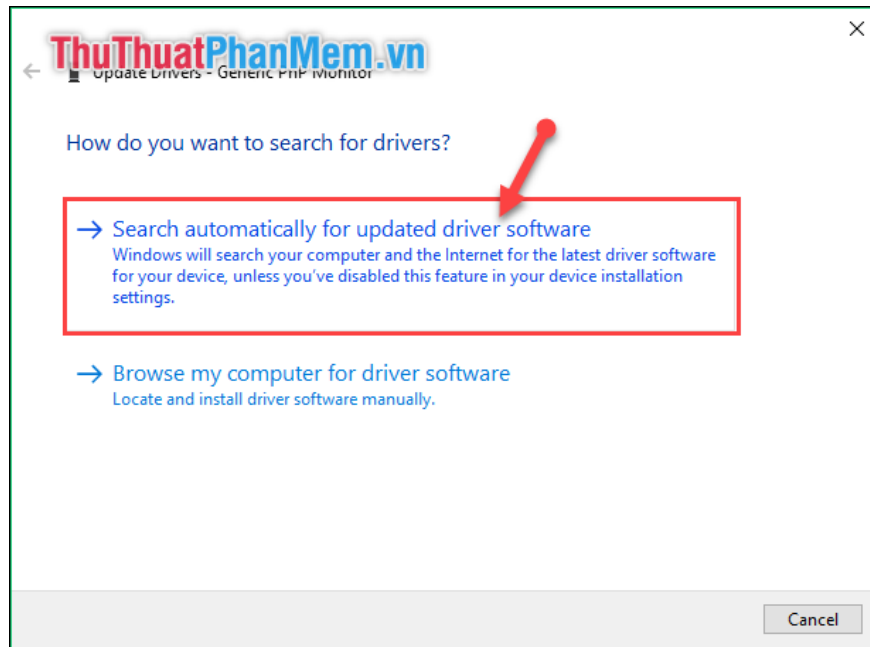 ThuThuatPhanMem.vn
Update Drivers - Generic PnP Monitor
How do you want to search for drivers?
Search automatically for updated driver software
Windows will search your computer and the Internet for the latest driver software
for your device, unless you've disabled this feature in your device installation
settings.
Browse my computer for driver software
Locate and install driver software manually.
Cancel